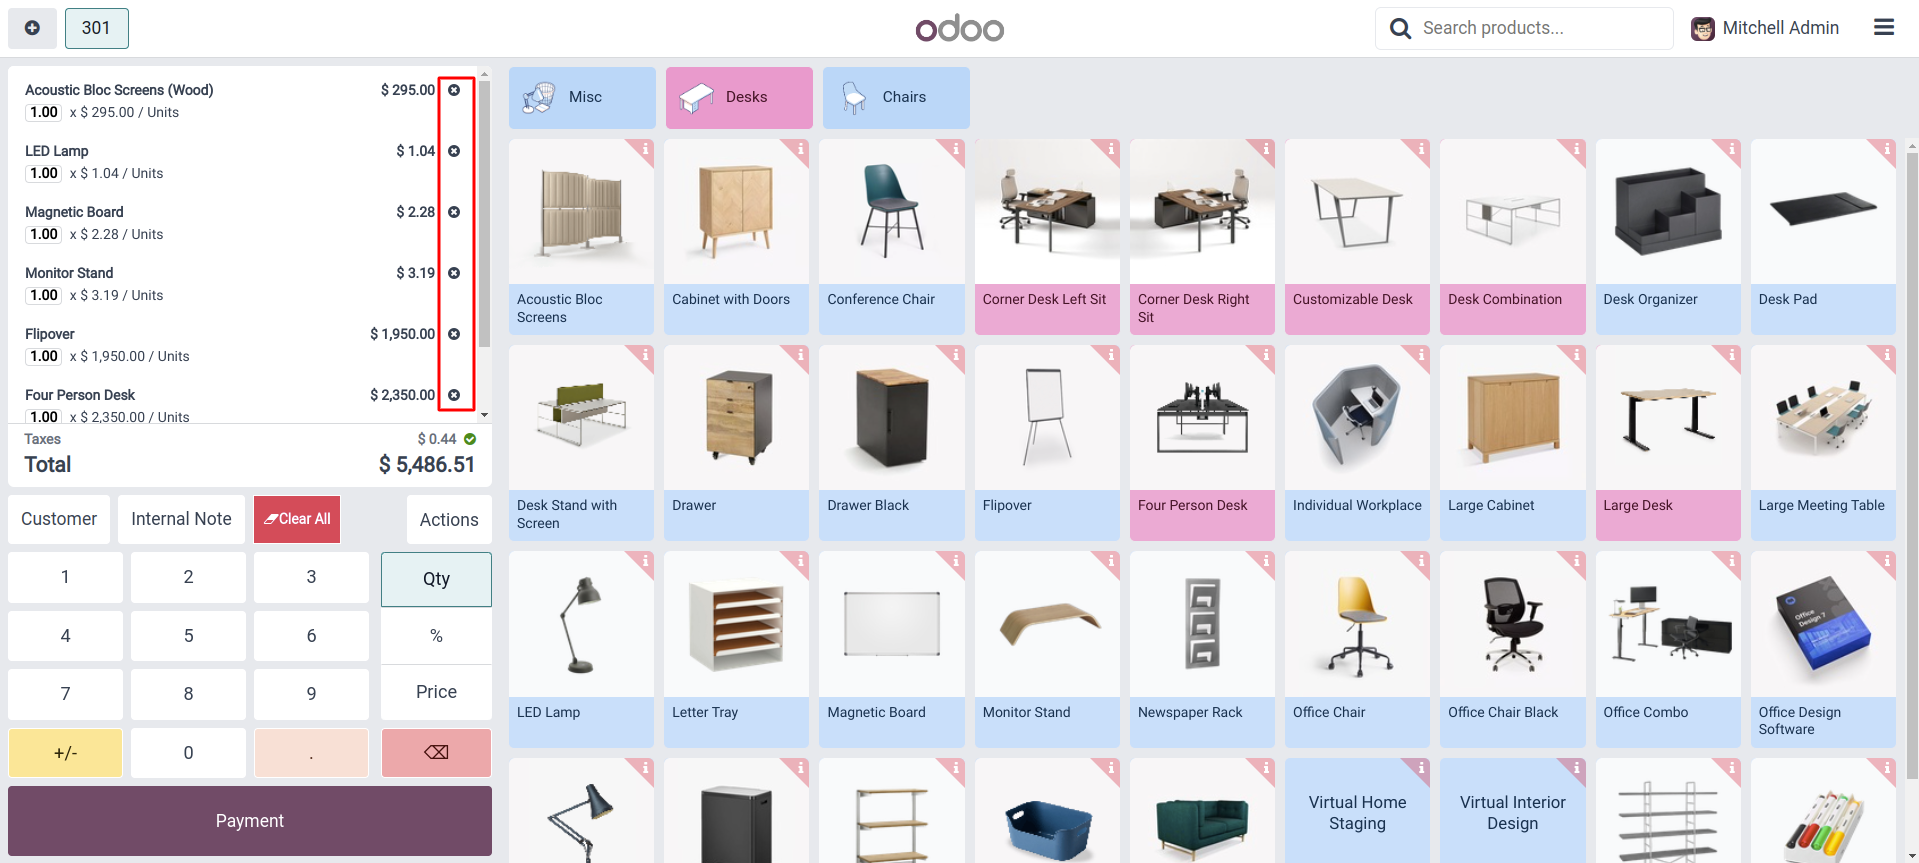 301
odoo
Search products...
Mitchell Admin
Acoustic Bloc Screens (Wood) $ 295.00
1.00 x $ 295.00 / Units
LED Lamp $ 1.04
1.00 x $ 1.04 / Units
Magnetic Board $ 2.28
1.00 x $ 2.28 / Units
Monitor Stand $ 3.19
1.00 x $ 3.19 / Units
Flipover $ 1,950.00
1.00 x $ 1,950.00 / Units
Four Person Desk $ 2,350.00
1.00 x $ 2,350.00 / Units
Taxes $ 0.44
Total $ 5,486.51
Customer
Internal Note
Clear All
Actions
1 2 3 Qty
4 5 6 %
7 8 9 Price
+/- 0 .
Payment
Misc
Desks
Chairs
Acoustic Bloc
Screens
Cabinet with Doors
Conference Chair
Corner Desk Left Sit
Corner Desk Right
Sit
Customizable Desk
Desk Combination
Desk Organizer
Desk Pad
Desk Stand with
Screen
Drawer
Drawer Black
Flipover
Four Person Desk
Individual Workplace
Large Cabinet
Large Desk
Large Meeting Table
LED Lamp
Letter Tray
Magnetic Board
Monitor Stand
Newspaper Rack
Office Chair
Office Chair Black
Office Combo
Office
Design 7
Office Design
Software
Virtual Home
Staging
Virtual Interior
Design